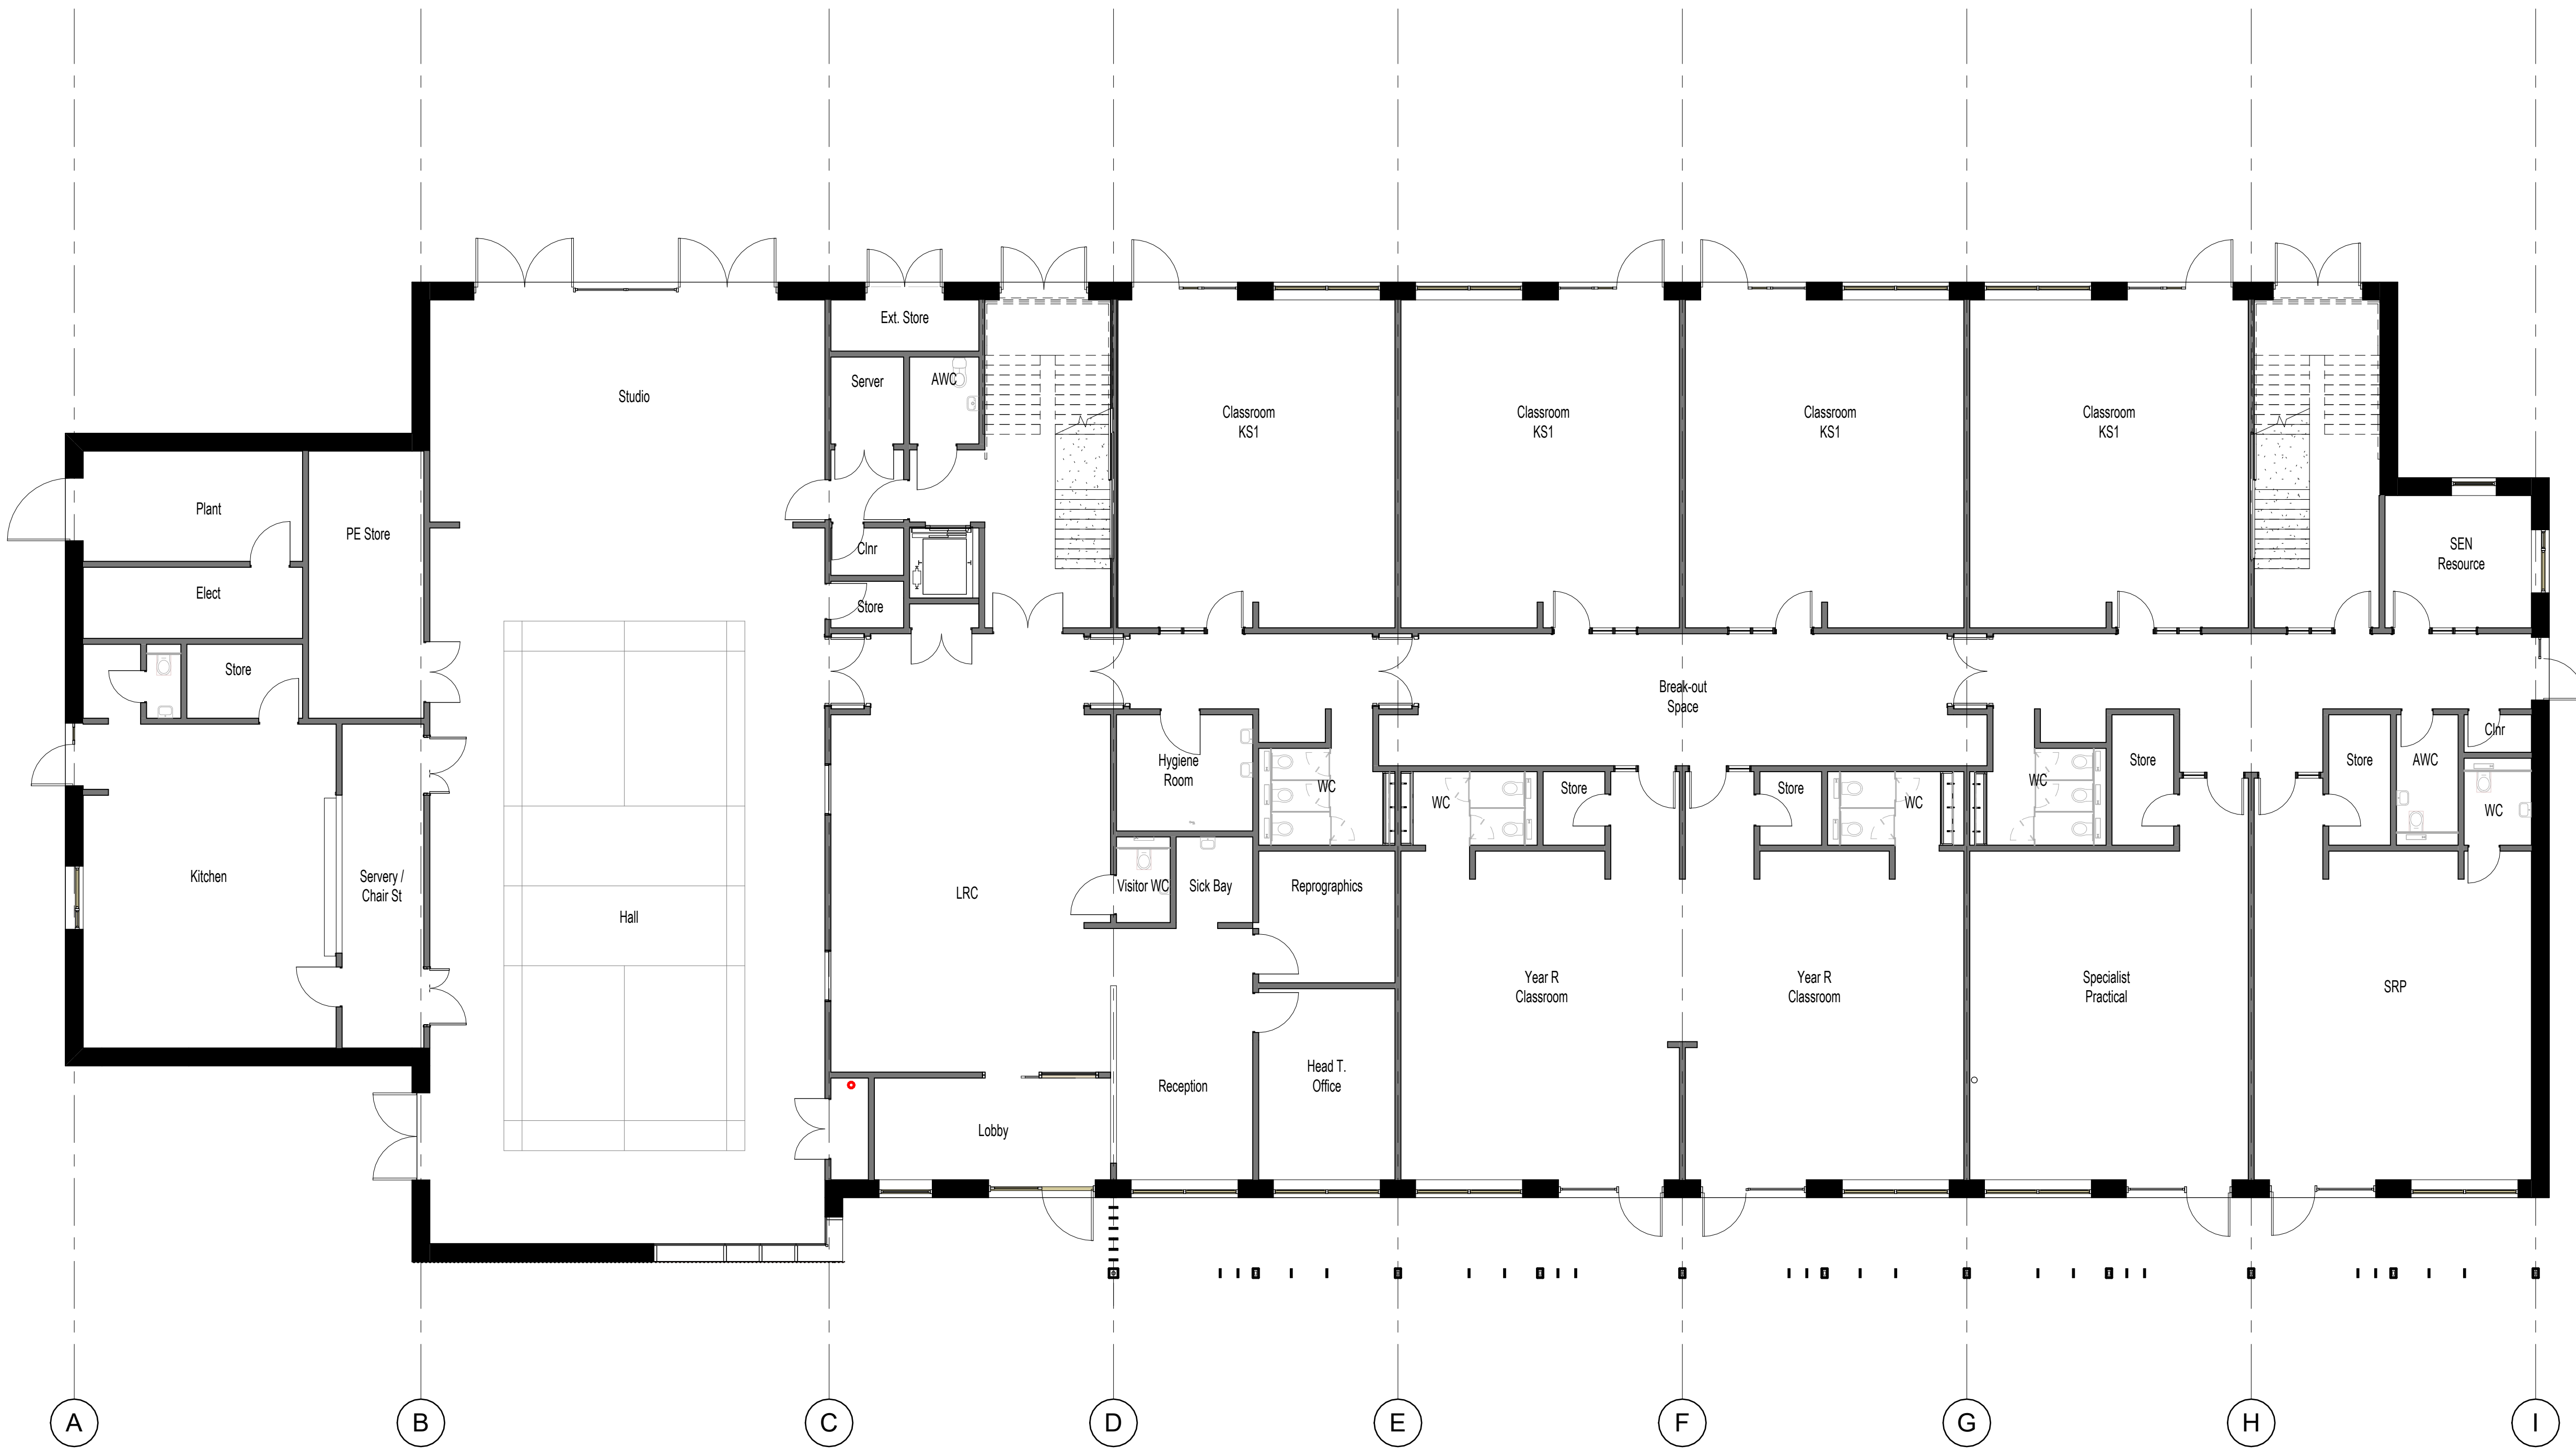 Ext. Store
Server
AWC
Studio
Classroom
KS1
Classroom
KS1
Classroom
KS1
Classroom
KS1
Plant
PE Store
Elect
Clnr
Store
SEN
Resource
Store
Break-out
Space
Hygiene
Room
WC
WC
Store
Store
WC
WC
Store
Store
AWC
Clnr
WC
Kitchen
Servery /
Chair St
Hall
LRC
Visitor WC
Sick Bay
Reprographics
Year R
Classroom
Year R
Classroom
Specialist
Practical
SRP
Head T.
Office
Reception
Lobby
A
B
C
D
E
F
G
H
I